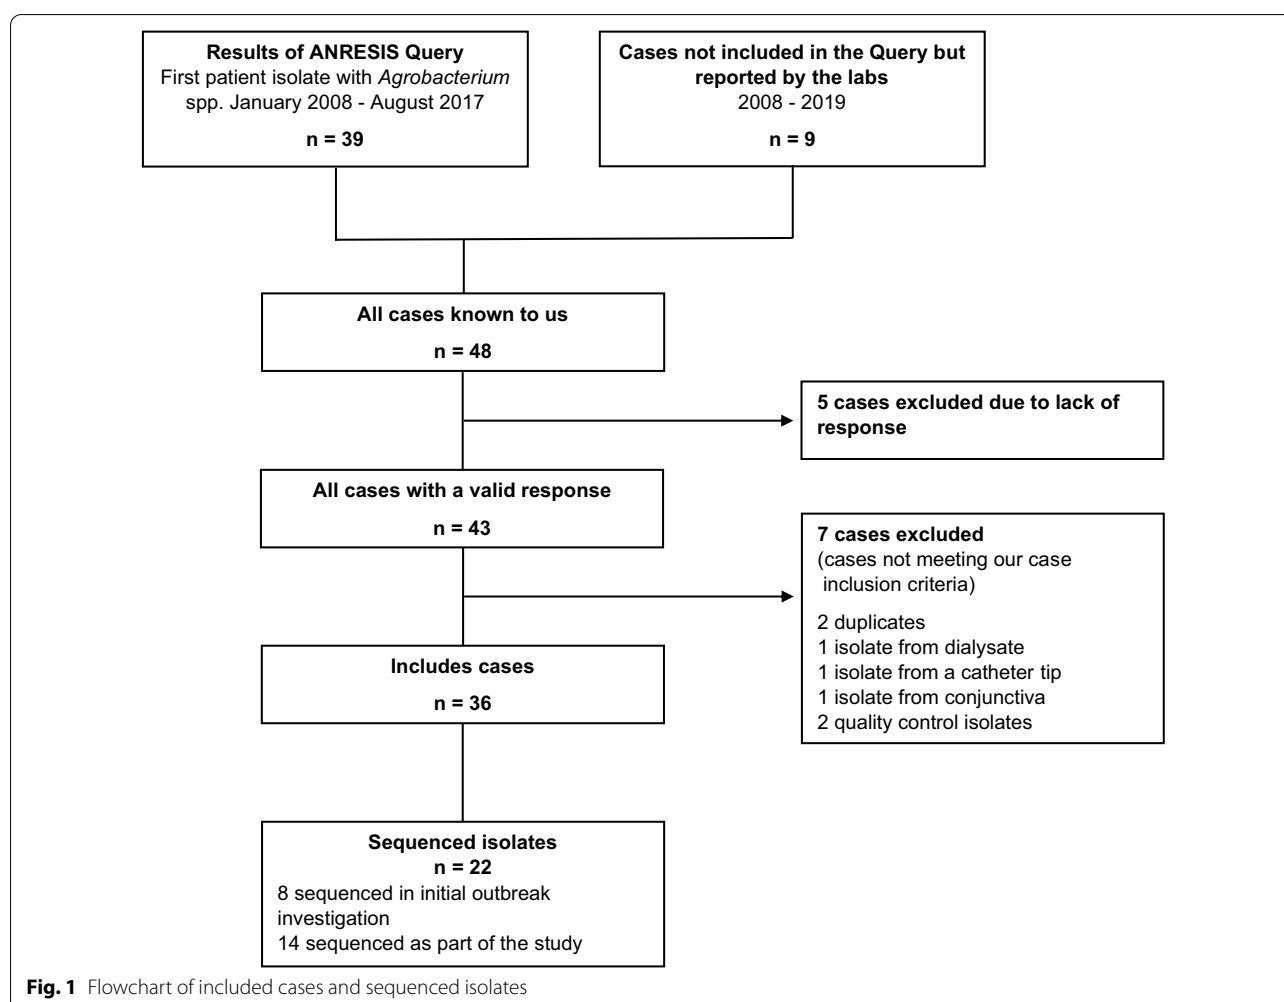 Results of ANRESIS Query
First patient isolate with Agrobacterium
spp. January 2008 - August 2017
n = 39
Cases not included in the Query but
reported by the labs
2008 - 2019
n = 9
All cases known to us
n = 48
5 cases excluded due to lack of
response
All cases with a valid response
n = 43
7 cases excluded
(cases not meeting our case
inclusion criteria)
2 duplicates
1 isolate from dialysate
1 isolate from a catheter tip
1 isolate from conjunctiva
2 quality control isolates
Includes cases
n = 36
Sequenced isolates
n = 22
8 sequenced in initial outbreak
investigation
14 sequenced as part of the study
Fig. 1 Flowchart of included cases and sequenced isolates